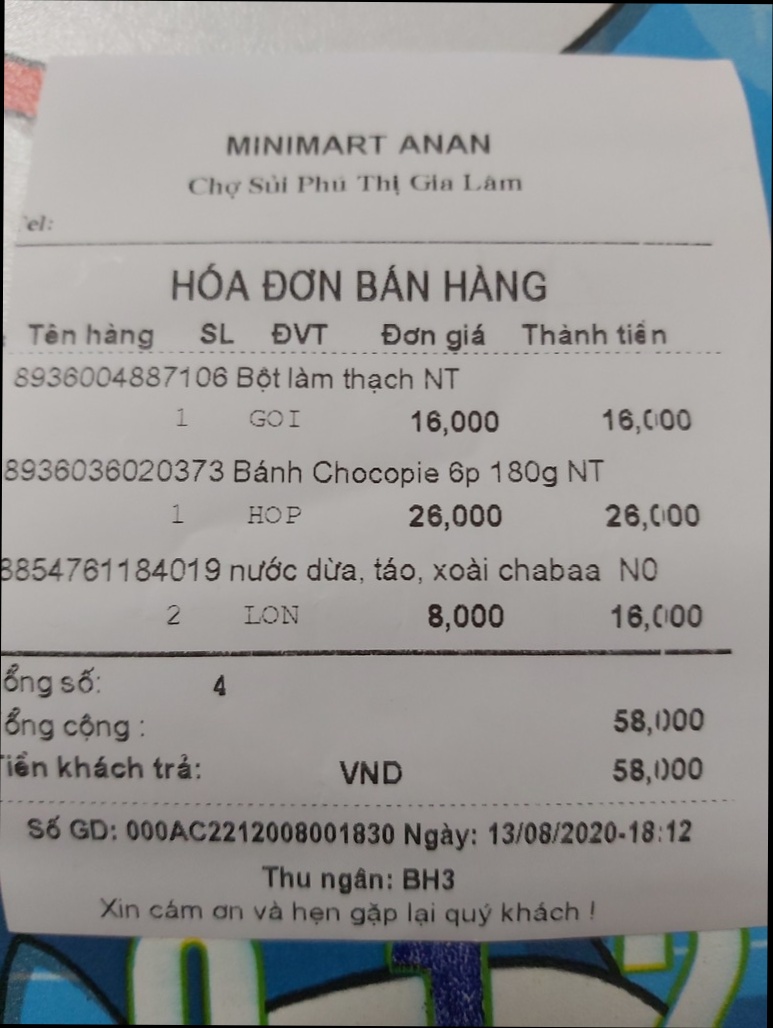 MINIMART ANAN
Chợ Sủi Phú Thị Gia Lâm
Tel:
HÓA ĐƠN BÁN HÀNG
Tên hàng SL ĐVT Đơn giá Thành tiền
8936004887106 Bột làm thạch NT
1 GOI 16,000 16,000
8936036020373 Bánh Chocopie 6p 180g NT
1 HOP 26,000 26,000
8854761184019 nước dừa, táo, xoài chabaa N0
2 LON 8,000 16,000
ổng số: 4
ổng cộng : 58,000
Tiền khách trả: VND 58,000
Số GD: 000AC2212008001830 Ngày: 13/08/2020-18:12
Thu ngân: BH3
Xin cám ơn và hẹn gặp lại quý khách !